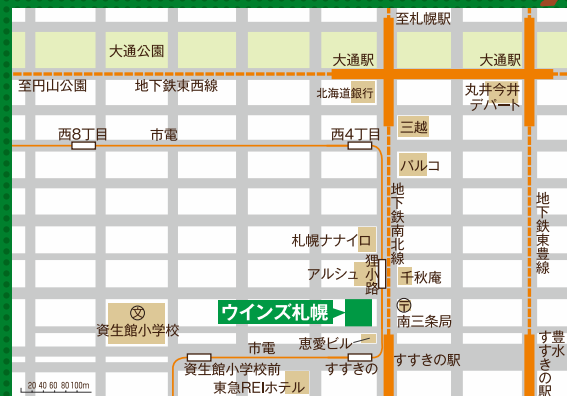 至札幌駅
大通公園
大通駅
大通駅
至円山公園
地下鉄東西線
北海道銀行
丸井今井
デパート
三越
西8丁目
市電
西4丁目
パルコ
地下鉄南北線
地下鉄東豊線
札幌ナナイロ
狸小路
アルシュ
千秋庵
ウインズ札幌
〒
南三条局
文
資生館小学校
恵愛ビル
市電
すすきの駅
豊水
すすきの駅
資生館小学校前
すすきの
東急REIホテル
20 40 60 80 100m